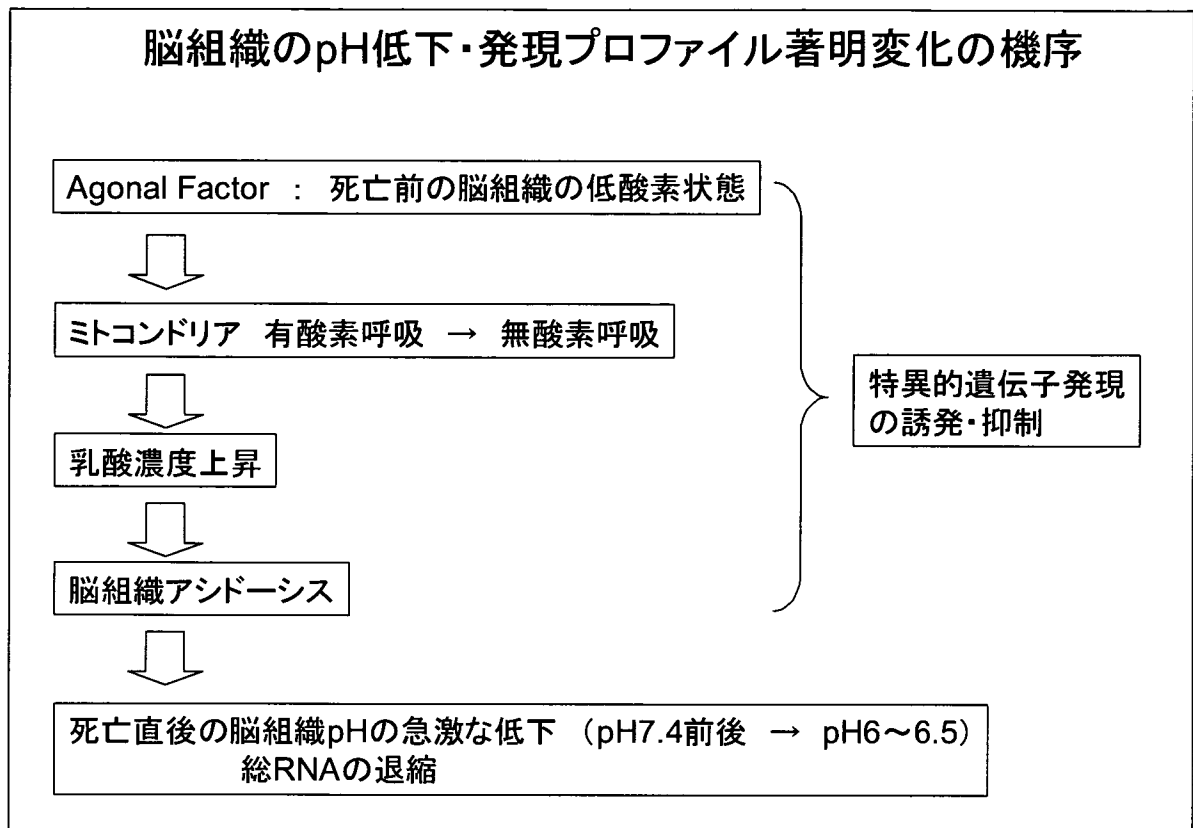 脳組織のpH低下・発現プロファイル著明変化の機序
Agonal Factor ： 死亡前の脳組織の低酸素状態
ミトコンドリア 有酸素呼吸 → 無酸素呼吸
特異的遺伝子発現
の誘発・抑制
乳酸濃度上昇
脳組織アシドーシス
死亡直後の脳組織pHの急激な低下 （pH7.4前後 → pH6～6.5）
総RNAの退縮